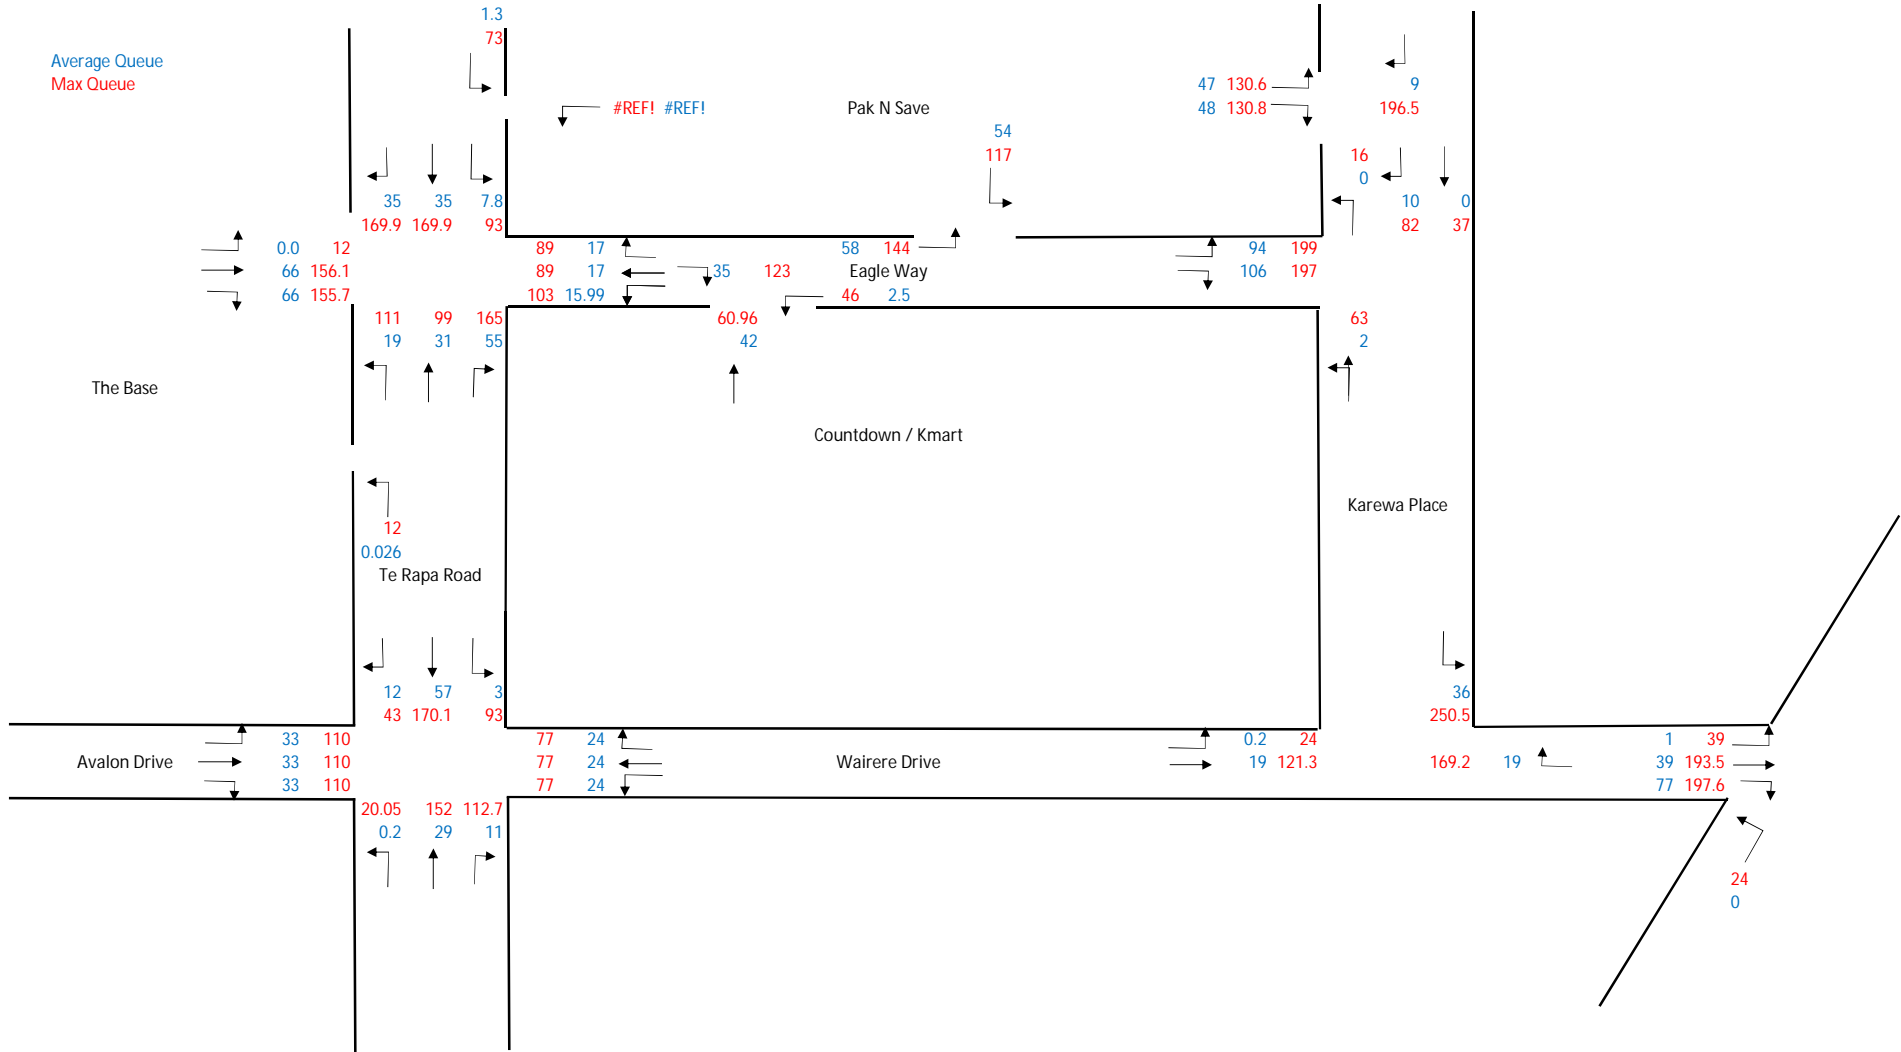 1.3
73
Average Queue
Max Queue
47 130.6
9
#REF! #REF!
Pak N Save
48 130.8
196.5
54
117
16
0
35 35 7.8
10 0
169.9 169.9 93
82 37
0.0 12
89 17
58 144
94 199
66 156.1
89 17
35 123
Eagle Way
106 197
66 155.7
103 15.99
46 2.5
111 99 165
60.96
63
19 31 55
42
2
The Base
Countdown / Kmart
Karewa Place
12
0.026
Te Rapa Road
12 57 3
36
43 170.1 93
250.5
33 110
77 24
0.2 24
1 39
Avalon Drive
33 110
77 24
Wairere Drive
19 121.3
169.2 19
39 193.5
33 110
77 24
77 197.6
20.05 152 112.7
0.2 29 11
24
0